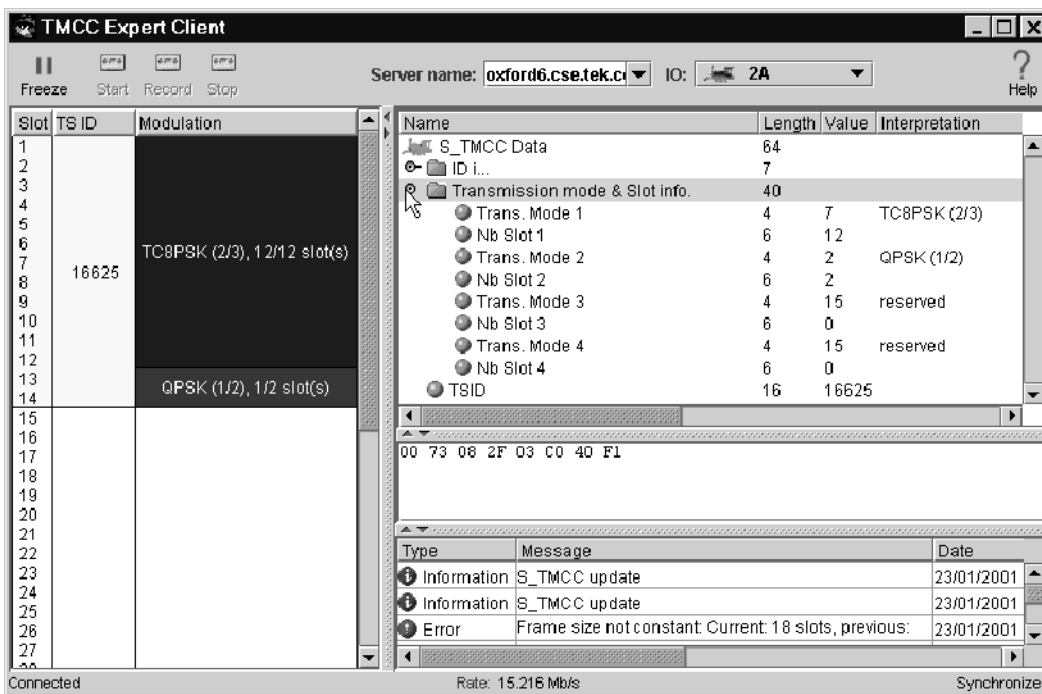 TMCC Expert Client
Freeze Start Record Stop
Server name: oxford6.cse.tek.c
IO: 2A
Help
Slot TS ID Modulation
1
2
3
4
5
6
7
8
9
10
11
12
13
14
15
16
17
18
19
20
21
22
23
24
25
26
27
16625
TC8PSK (2/3), 12/12 slot(s)
QPSK (1/2), 1/2 slot(s)
Name Length Value Interpretation
S_TMCC Data 64
ID i... 7
Transmission mode & Slot info. 40
Trans. Mode 1 4 7 TC8PSK (2/3)
Nb Slot 1 6 12
Trans. Mode 2 4 2 QPSK (1/2)
Nb Slot 2 6 2
Trans. Mode 3 4 15 reserved
Nb Slot 3 6 0
Trans. Mode 4 4 15 reserved
Nb Slot 4 6 0
TSID 16 16625
00 73 08 2F 03 C0 40 F1
Type Message Date
Information S_TMCC update 23/01/2001
Information S_TMCC update 23/01/2001
Error Frame size not constant: Current: 18 slots, previous: 23/01/2001
Connected Rate: 15.216 Mb/s Synchronize